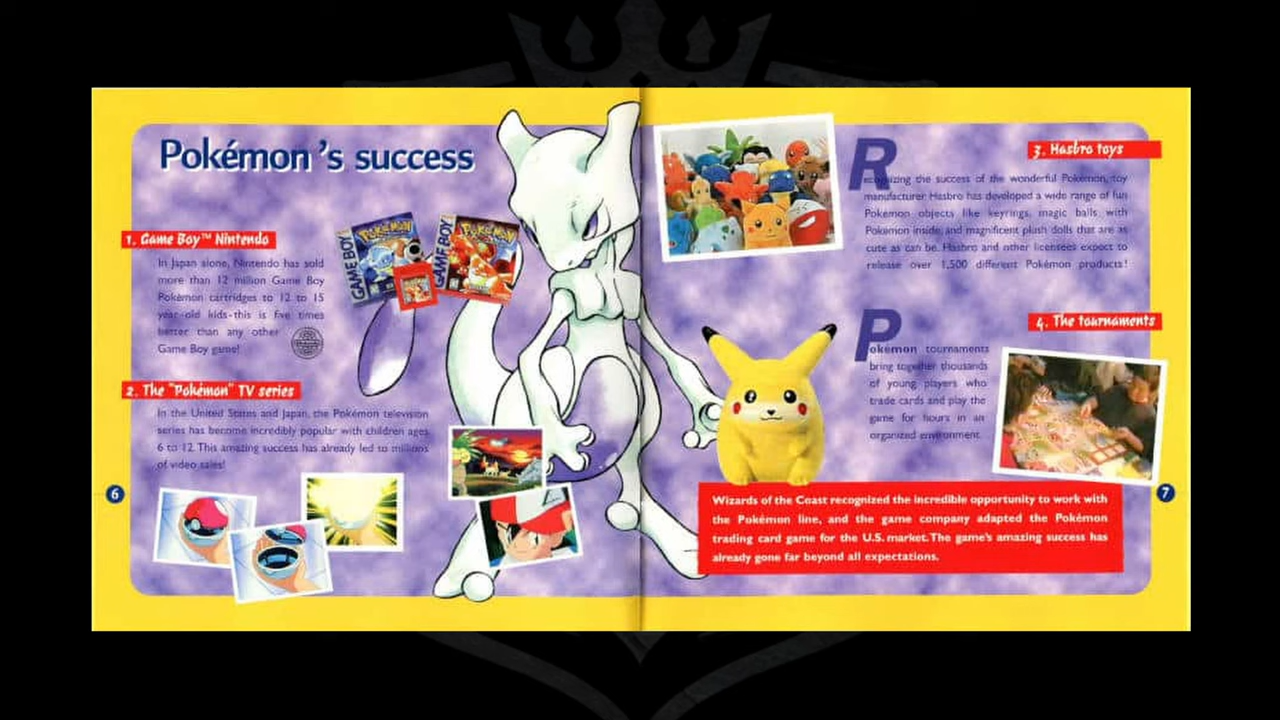 Pokémon 's success
1. Game Boy™ Nintendo
In Japan alone, Nintendo has sold
more than 12 million Game Boy
Pokémon cartridges to 12 to 15
year-old kids-this is five times
better than any other
Game Boy game!
GAME BOY
POKéMON
GAME BOY
POKéMON
2. The "Pokémon" TV series
In the United States and Japan, the Pokémon television
series has become incredibly popular with children ages
6 to 12. This amazing success has already led to millions
of video sales!
6
3. Hasbro toys
Recognizing the success of the wonderful Pokémon, toy
manufacturer Hasbro has developed a wide range of fun
Pokémon objects like keyrings, magic balls with
Pokémon inside, and magnificent plush dolls that are as
cute as can be. Hasbro and other licensees expect to
release over 1,500 different Pokémon products!
4. The tournaments
Pokémon tournaments
bring together thousands
of young players who
trade cards and play the
game for hours in an
organized environment.
7
Wizards of the Coast recognized the incredible opportunity to work with
the Pokémon line, and the game company adapted the Pokémon
trading card game for the U.S. market. The game's amazing success has
already gone far beyond all expectations.